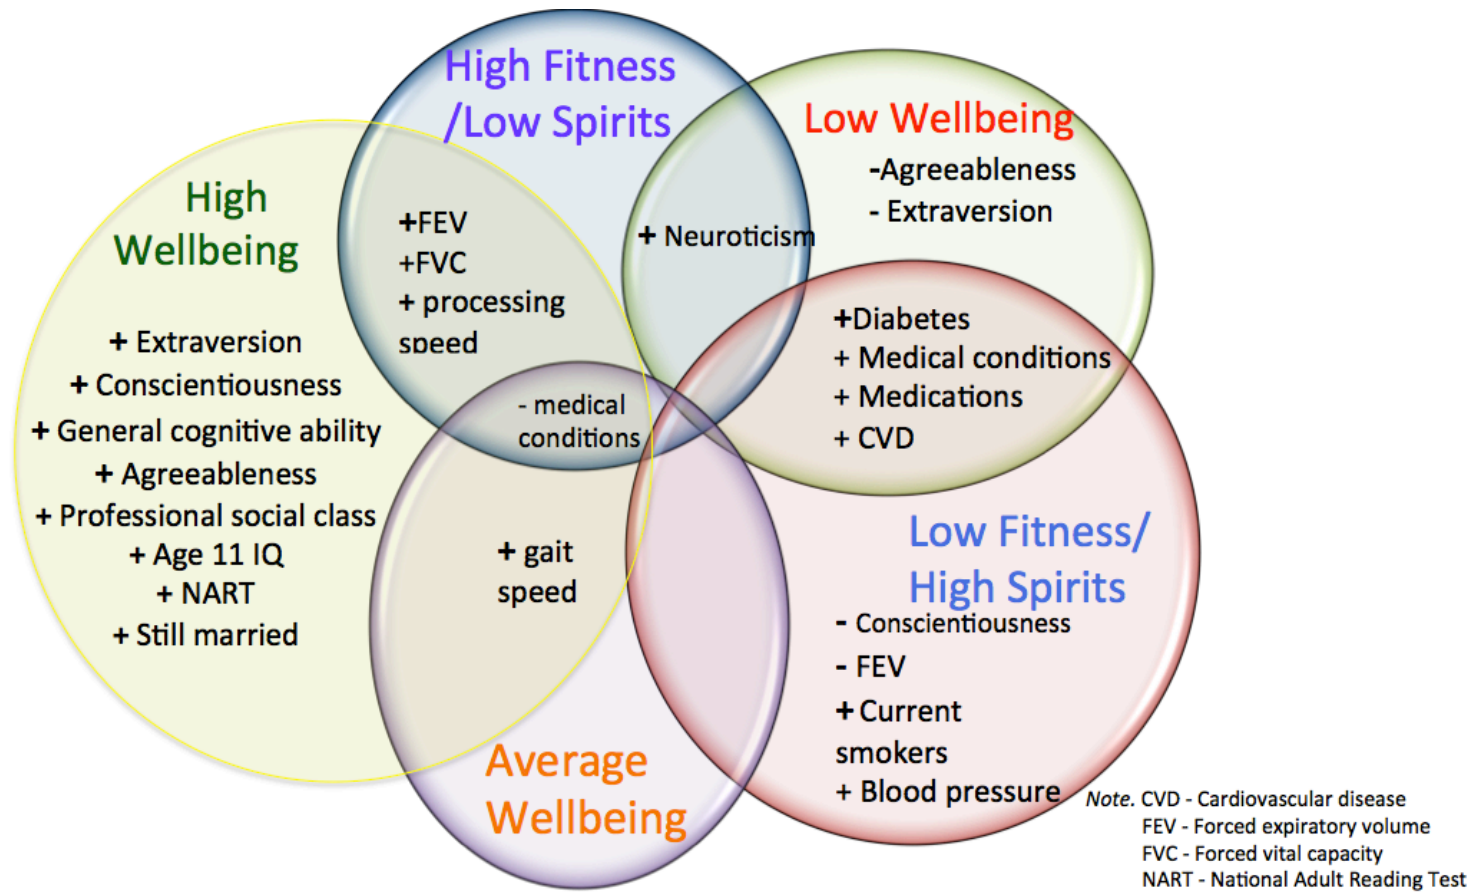 High Fitness
/Low Spirits
Low Wellbeing
-Agreeableness
- Extraversion
High
Wellbeing
+FEV
+FVC
+ processing
speed
+ Neuroticism
+Diabetes
+ Medical conditions
+ Medications
+ CVD
+ Extraversion
+ Conscientiousness
+ General cognitive ability
+ Agreeableness
+ Professional social class
+ Age 11 IQ
+ NART
+ Still married
- medical
conditions
+ gait
speed
Low Fitness/
High Spirits
- Conscientiousness
- FEV
+ Current
smokers
+ Blood pressure
Average
Wellbeing
Note. CVD - Cardiovascular disease
FEV - Forced expiratory volume
FVC - Forced vital capacity
NART - National Adult Reading Test